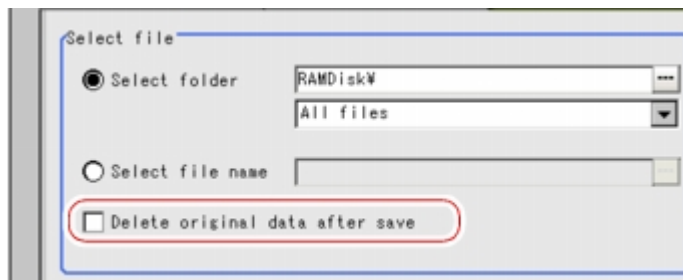 Select file
Select folder
RAMDisk¥
All files
Select file name
Delete original data after save